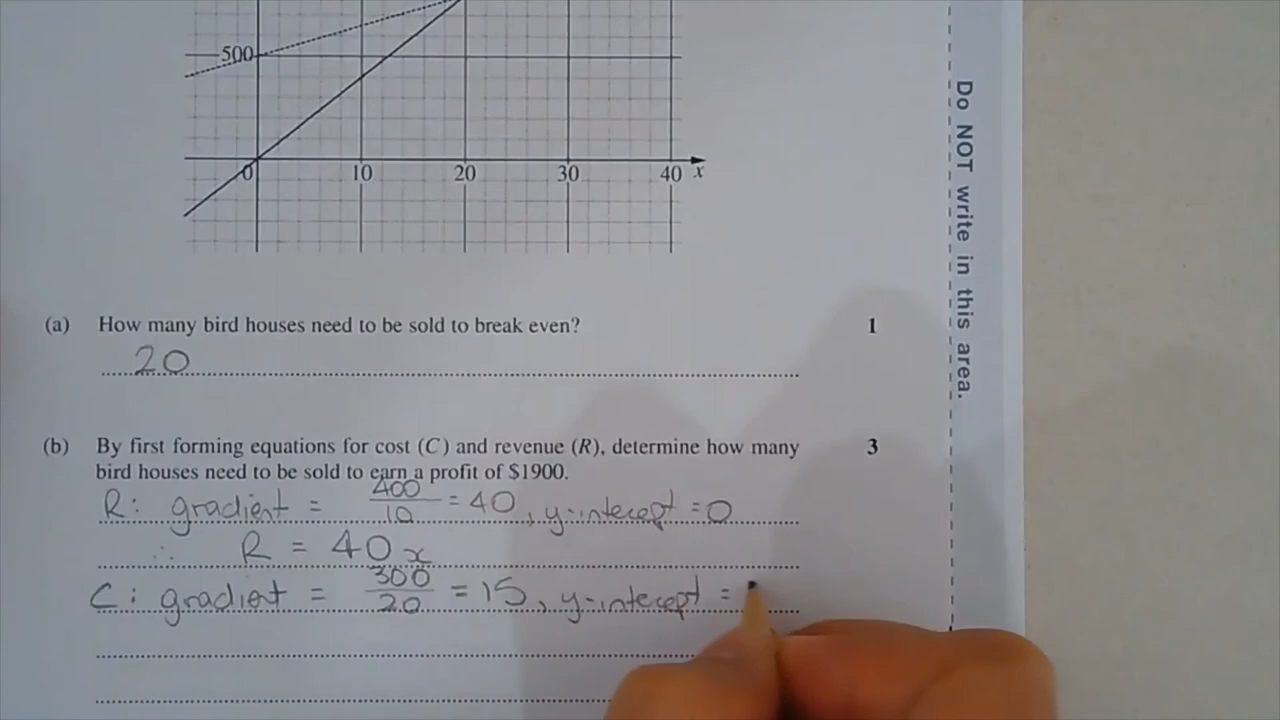 500
0 10 20 30 40 x
(a) How many bird houses need to be sold to break even? 1
20
(b) By first forming equations for cost (C) and revenue (R), determine how many 3
bird houses need to be sold to earn a profit of $1900.
R: gradient = 400/10 = 40, y-intercept = 0
∴ R = 40x
C: gradient = 300/20 = 15, y-intercept =
Do NOT write in this area.